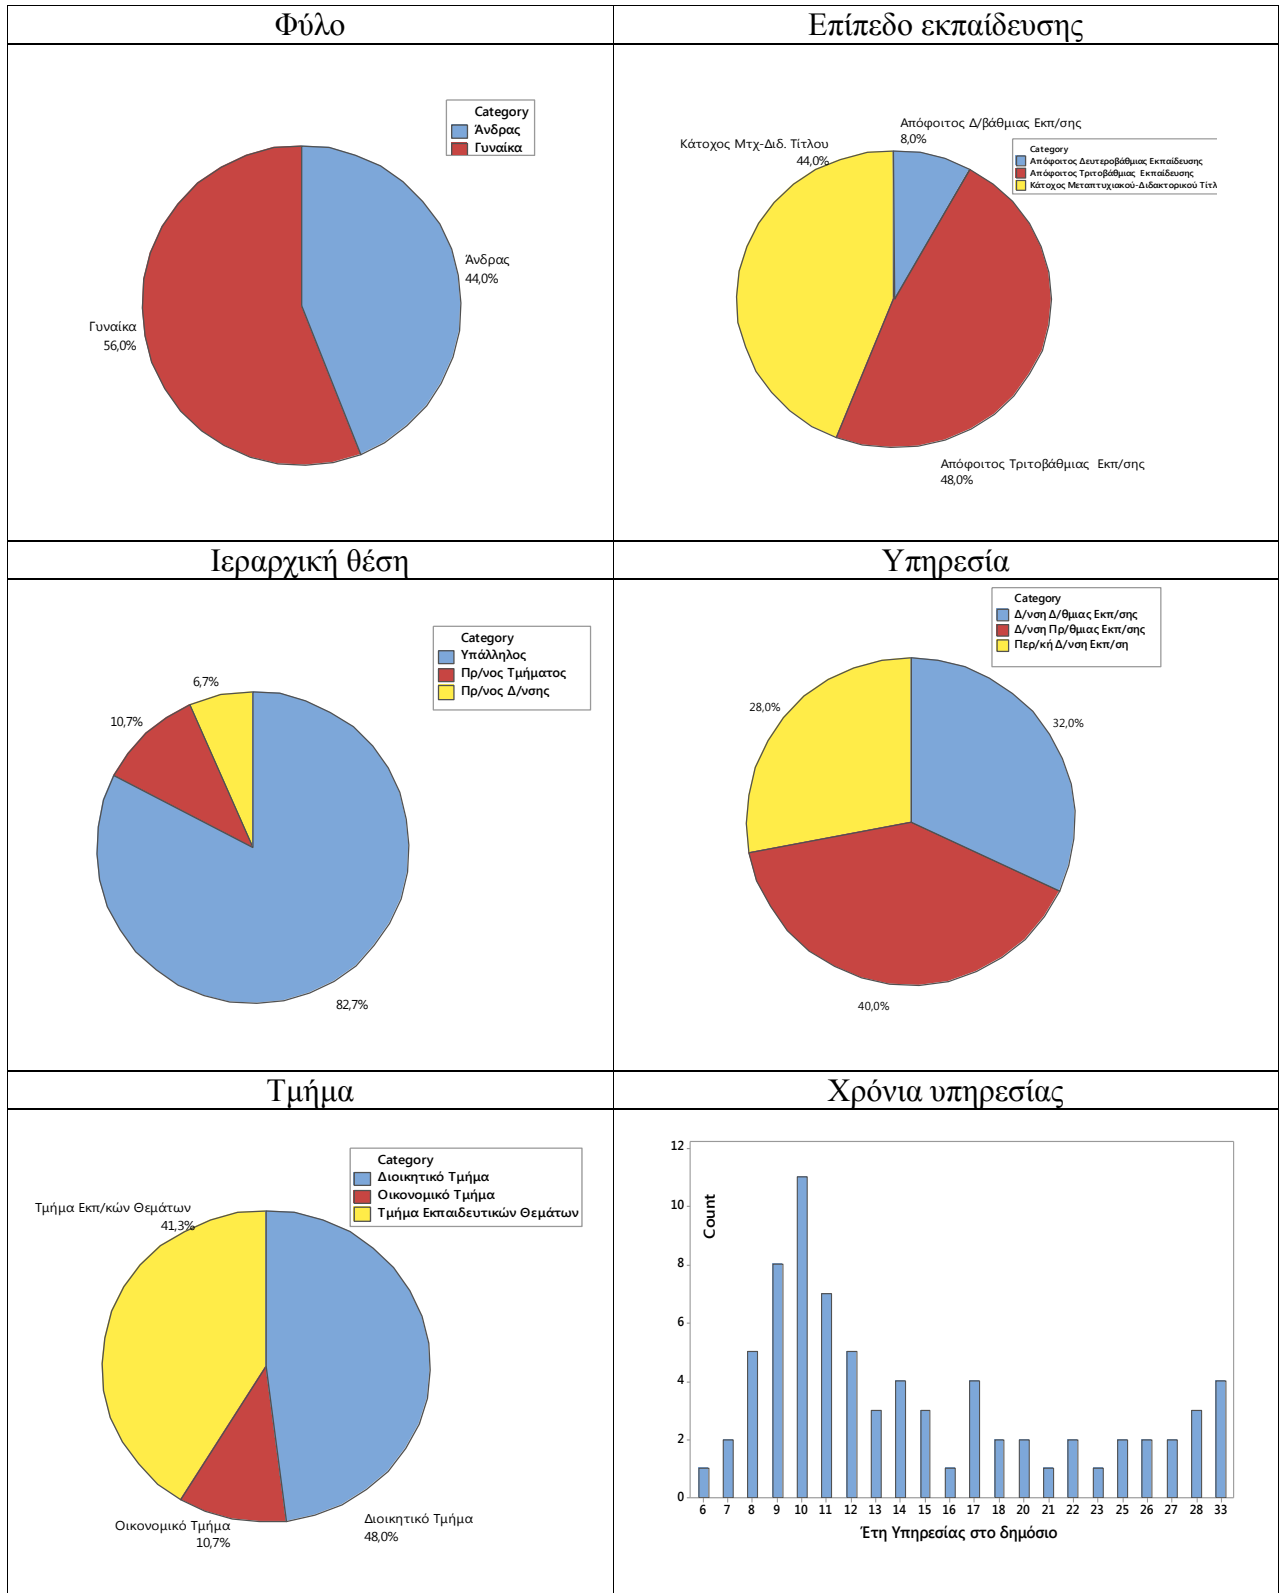 Φύλο
Επίπεδο εκπαίδευσης
Category
Άνδρας
Γυναίκα
Άνδρας
44,0%
Γυναίκα
56,0%
Απόφοιτος Δ/βάθμιας Εκπ/σης
8,0%
Κάτοχος Μτχ-Διδ. Τίτλου
44,0%
Category
Απόφοιτος Δευτεροβάθμιας Εκπαίδευσης
Απόφοιτος Τριτοβάθμιας Εκπαίδευσης
Κάτοχος Μεταπτυχιακού-Διδακτορικού Τίτλ
Απόφοιτος Τριτοβάθμιας Εκπ/σης
48,0%
Ιεραρχική θέση
Υπηρεσία
Category
Υπάλληλος
Πρ/νος Τμήματος
Πρ/νος Δ/νσης
6,7%
10,7%
82,7%
Category
Δ/νση Δ/θμιας Εκπ/σης
Δ/νση Πρ/θμιας Εκπ/σης
Περ/κή Δ/νση Εκπ/ση
28,0%
32,0%
40,0%
Τμήμα
Χρόνια υπηρεσίας
Category
Διοικητικό Τμήμα
Οικονομικό Τμήμα
Τμήμα Εκπαιδευτικών Θεμάτων
Τμήμα Εκπ/κών Θεμάτων
41,3%
Οικονομικό Τμήμα
10,7%
Διοικητικό Τμήμα
48,0%
12
10
8
6
4
2
0
Count
6 7 8 9 10 11 12 13 14 15 16 17 18 20 21 22 23 25 26 27 28 33
Έτη Υπηρεσίας στο δημόσιο